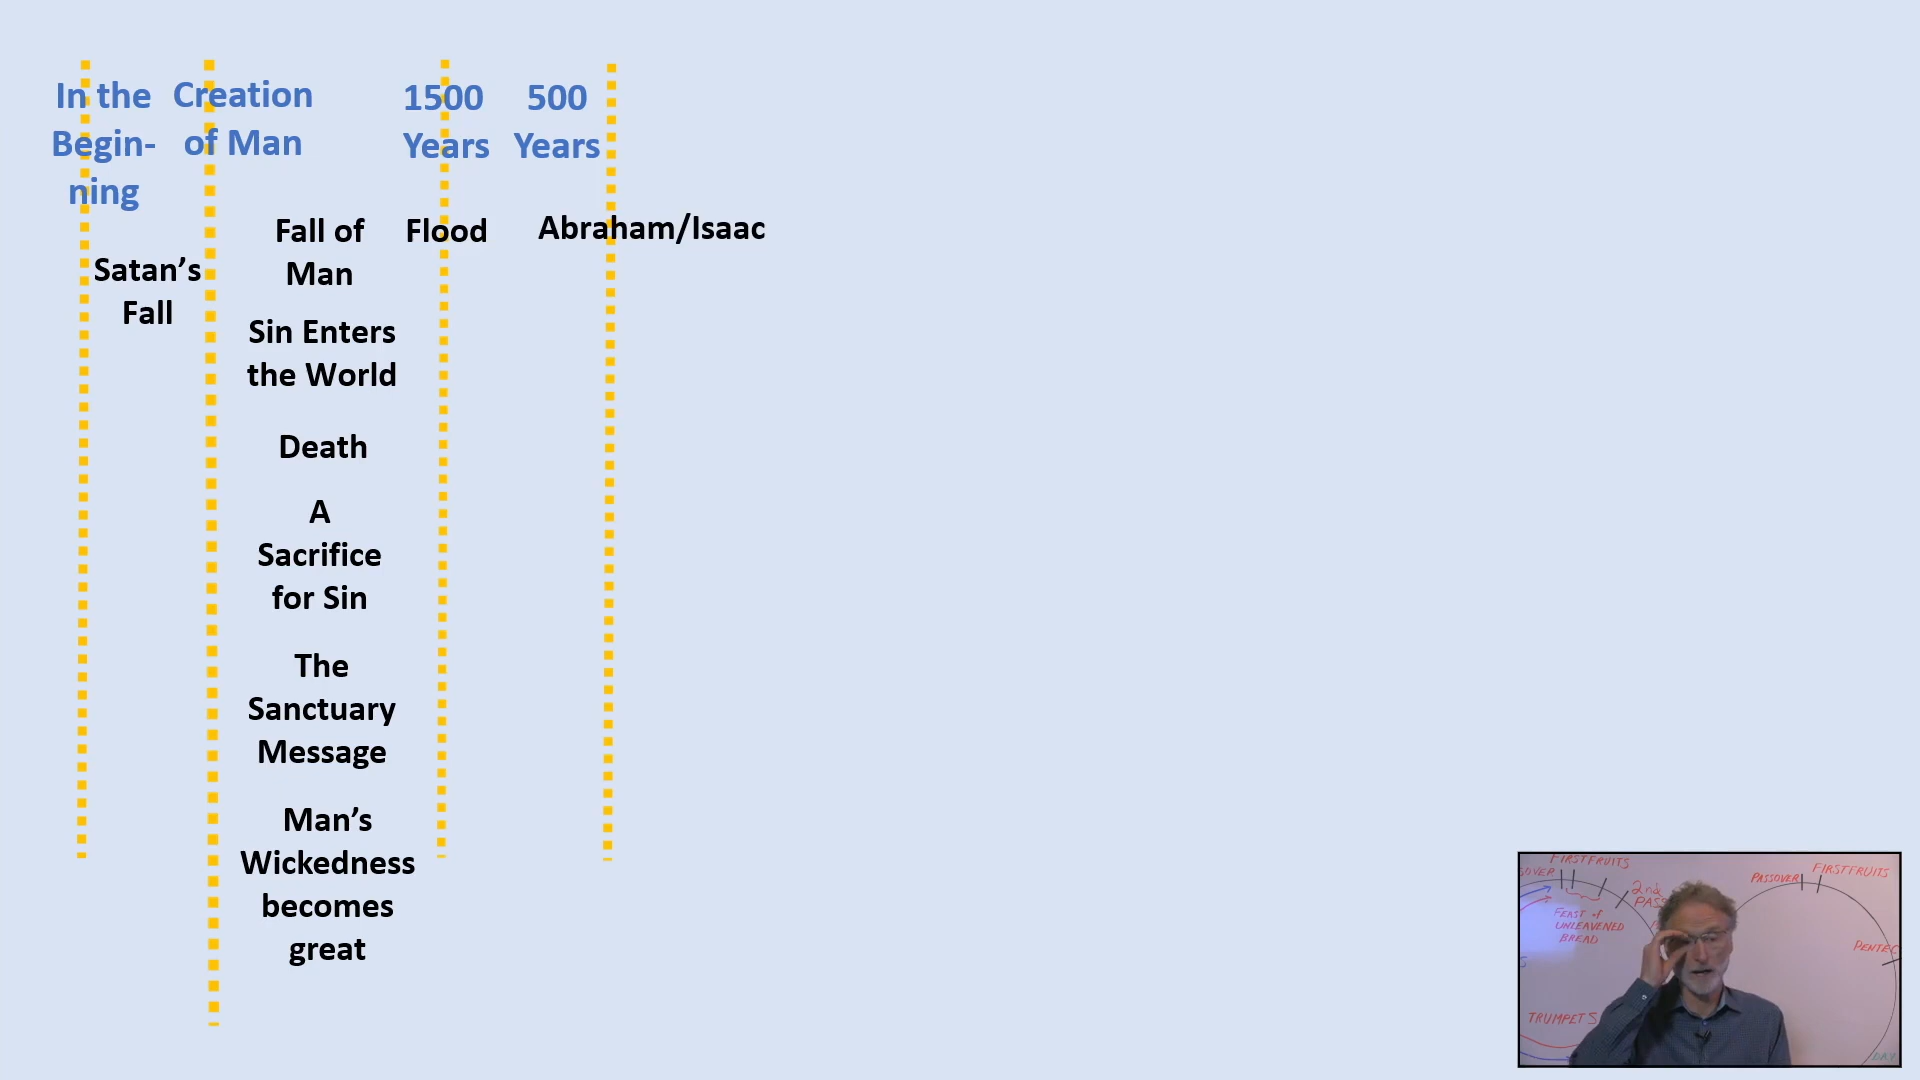 In the
Begin-
ning
Creation
of Man
1500
Years
500
Years
Satan’s
Fall
Fall of
Man
Sin Enters
the World
Death
A
Sacrifice
for Sin
The
Sanctuary
Message
Man’s
Wickedness
becomes
great
Flood
Abraham/Isaac
FIRSTFRUITS
2nd
FEAST of
UNLEAVENED
BREAD
TRUMPETS
PASSOVER
FIRSTFRUITS
DAY